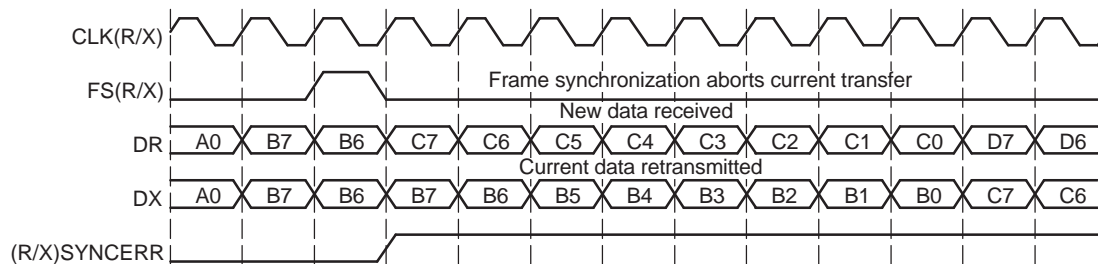 CLK(R/X)
FS(R/X)
Frame synchronization aborts current transfer
New data received
DR A0 B7 B6 C7 C6 C5 C4 C3 C2 C1 C0 D7 D6
Current data retransmitted
DX A0 B7 B6 B7 B6 B5 B4 B3 B2 B1 B0 C7 C6
(R/X)SYNCERR